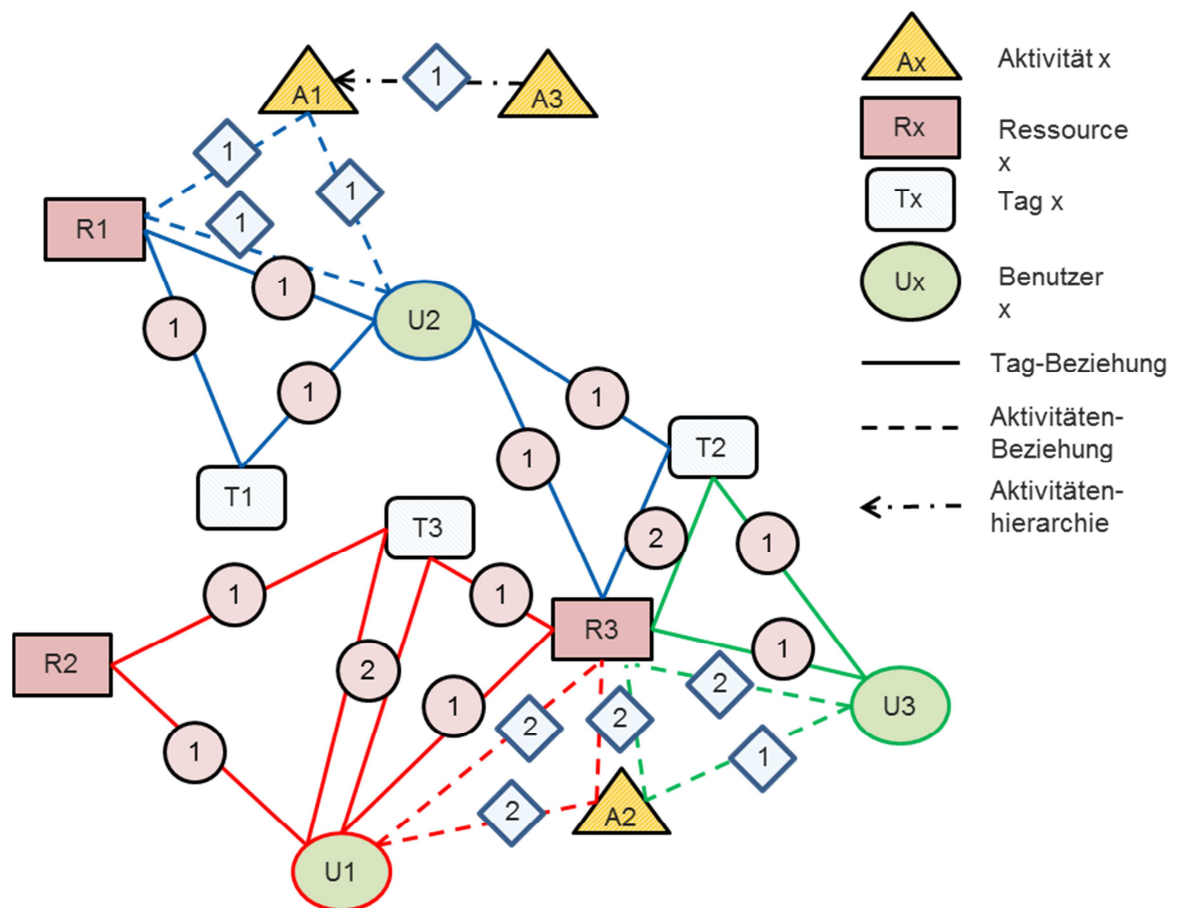 A1
1
A3
1
1
1
R1
1
1
U2
1
1
1
T2
T1
T3
2
1
1
1
R3
1
R2
2
1
2
2
2
U3
1
1
2
A2
U1
Ax
Aktivität x
Rx
Ressource
x
Tx
Tag x
Ux
Benutzer
x
Tag-Beziehung
Aktivitäten-
Beziehung
Aktivitäten-
hierarchie